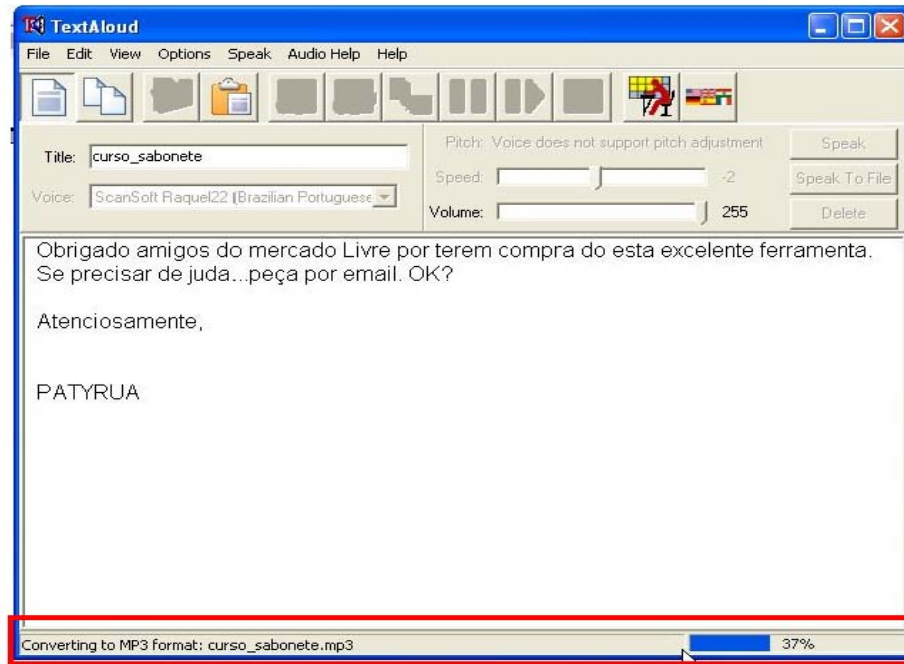 TextAloud
File Edit View Options Speak Audio Help Help
Title: curso_sabonete
Voice: ScanSoft Raquel22 (Brazilian Portuguese
Pitch: Voice does not support pitch adjustment
Speed: -2
Volume: 255
Speak
Speak To File
Delete
Obrigado amigos do mercado Livre por terem compra do esta excelente ferramenta.
Se precisar de juda...peça por email. OK?
Atenciosamente,
PATYRUA
Converting to MP3 format: curso_sabonete.mp3 37%